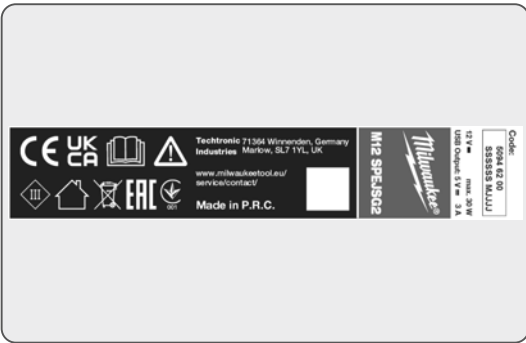 CE UK CA
Techtronic Industries
71364 Winnenden, Germany
Marlow, SL7 1YL, UK
www.milwaukeetool.eu/
service/contact/
Made in P.R.C.
III
EAC
001
M12 SPEJSG2
Milwaukee®
12 V ⎓ max. 30 W
USB Output: 5 V ⎓ 3 A
Code:
5094 62 00
SSSSSS MJJJJ